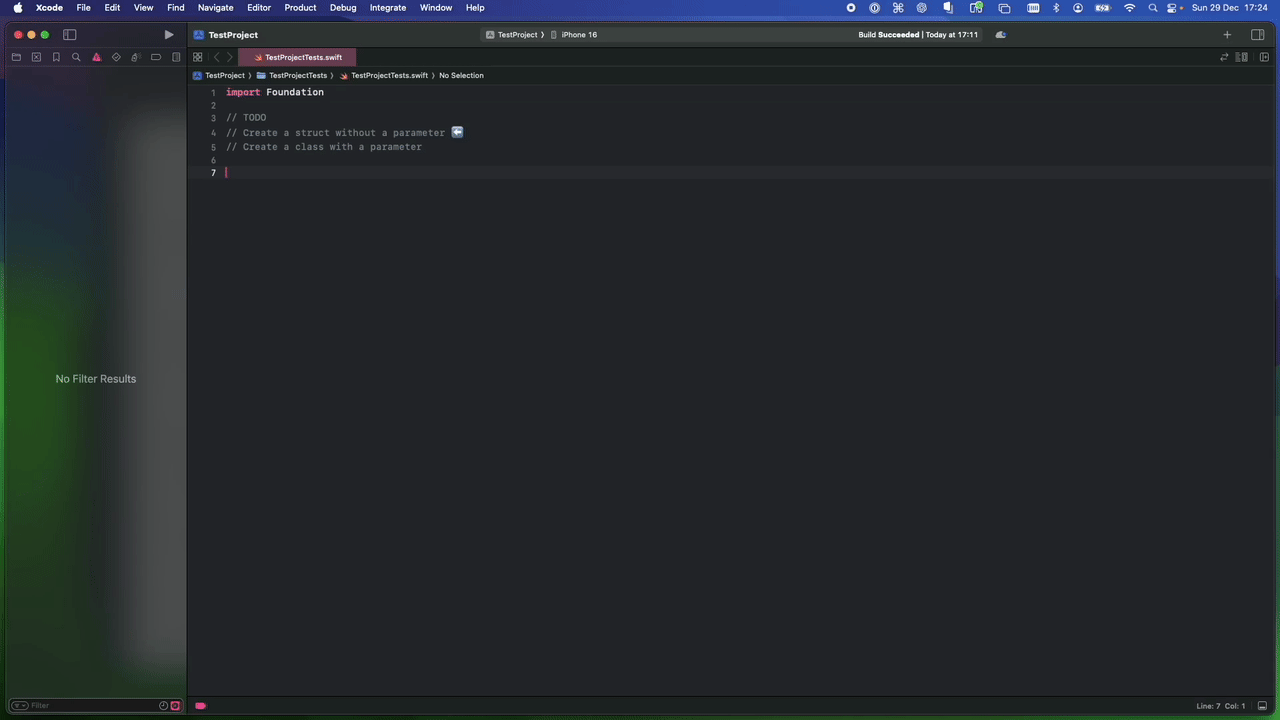 Xcode File Edit View Find Navigate Editor Product Debug Integrate Window Help Sun 29 Dec 17:24
TestProject TestProject 〉 iPhone 16 Build Succeeded | Today at 17:11
TestProjectTests.swift
TestProject 〉 TestProjectTests 〉 TestProjectTests.swift 〉 No Selection
1 import Foundation
2
3 // TODO
4 // Create a struct without a parameter ⬅️
5 // Create a class with a parameter
6
7
No Filter Results
Filter Line: 7 Col: 1